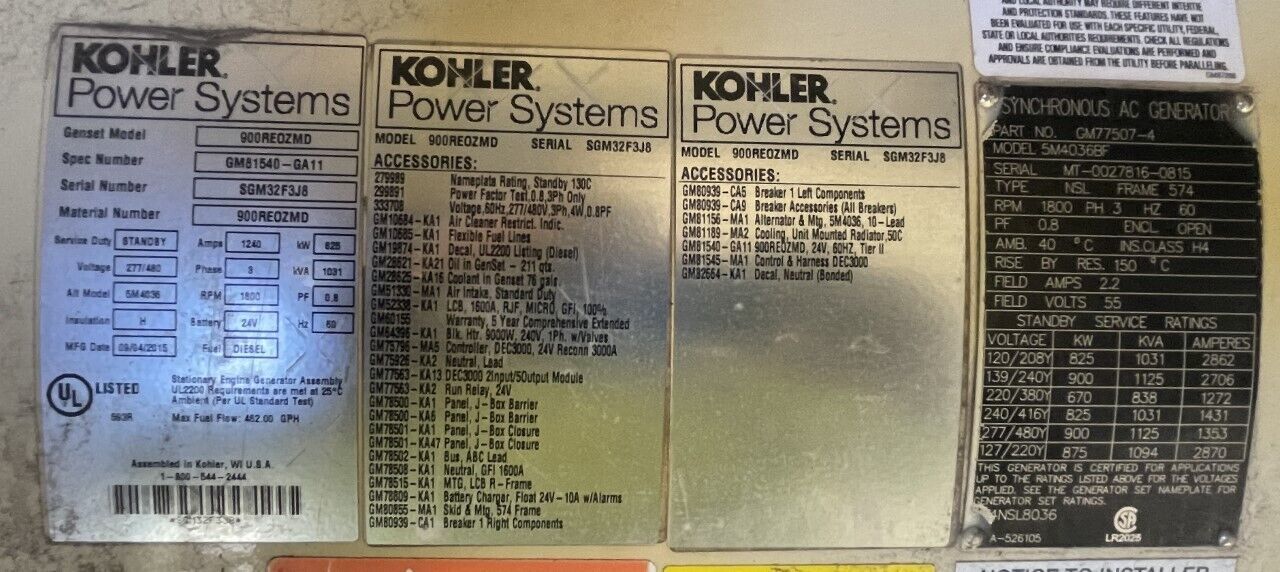 AND LOCAL AUTHORITY MAY REQUIRE DIFFERENT INTERTIE
AND PROTECTION STANDARDS. THESE FEATURES HAVE NOT
BEEN EVALUATED FOR USE WITH EACH SPECIFIC UTILITY, FEDERAL,
STATE OR LOCAL AUTHORITIES REQUIREMENTS. CHECK ALL REGULATIONS
AND ENSURE COMPLIANCE EVALUATIONS ARE PERFORMED AND
APPROVALS ARE OBTAINED FROM THE UTILITY BEFORE PARALLELING.
KOHLER.
Power Systems
Genset Model 900REOZMD
Spec Number GM81540-GA11
Serial Number SGM32F3J8
Material Number 900REOZMD
Service Duty STANDBY Amps 1240 kW 825
Voltage 277/480 Phase 3 kVA 1031
Alt Model 5M4036 RPM 1800 PF 0.8
Insulation H Battery 24V Hz 60
MFG Date 09/04/2015 Fuel DIESEL
UL LISTED
Stationary Engine Generator Assembly
UL2200 Requirements are met at 25°C
Ambient (Per UL Standard Test)
Max Fuel Flow: 462.00 GPH
Assembled in Kohler, WI U.S.A.
1-800-544-2444
*SGM32F3J8*
KOHLER.
Power Systems
MODEL 900REOZMD SERIAL SGM32F3J8
ACCESSORIES:
279989 Nameplate Rating, Standby 130C
299891 Power Factor Test,0.8,3Ph Only
333708 Voltage,60Hz,277/480V,3Ph,4W,0.8PF
GM10684-KA1 Air Cleaner Restrict. Indic.
GM10685-KA1 Flexible Fuel Lines
GM19874-KA1 Decal, UL2200 Listing (Diesel)
GM28621-KA21 Oil in GenSet - 211 qts.
GM28625-KA16 Coolant in Genset 76 gals
GM51330-MA1 Air Intake, Standard Duty
GM52338-KA1 LCB, 1600A, RJF, MICRO, GFI, 100%
GM60156 Warranty, 5 Year Comprehensive Extended
GM64396-KA1 Blk. Htr. 9000W, 240V, 1Ph. w/Valves
GM75796-MA5 Controller, DEC3000, 24V Reconn 3000A
GM75926-KA2 Neutral, Lead
GM77563-KA13 DEC3000 2Input/5Output Module
GM77563-KA2 Run Relay, 24V
GM78500-KA1 Panel, J-Box Barrier
GM78500-KA6 Panel, J-Box Barrier
GM78501-KA1 Panel, J-Box Closure
GM78501-KA47 Panel, J-Box Closure
GM78502-KA1 Bus, ABC Lead
GM78508-KA1 Neutral, GFI 1600A
GM78515-KA1 MTG, LCB R-Frame
GM78809-KA1 Battery Charger, Float 24V-10A w/Alarms
GM80855-MA1 Skid & Mtg, 574 Frame
GM80939-CA1 Breaker 1 Right Components
KOHLER.
Power Systems
MODEL 900REOZMD SERIAL SGM32F3J8
ACCESSORIES:
GM80939-CA5 Breaker 1 Left Components
GM80939-CA9 Breaker Accessories (All Breakers)
GM81156-MA1 Alternator & Mtg, 5M4036, 10-Lead
GM81189-MA2 Cooling, Unit Mounted Radiator,50C
GM81540-GA11 900REOZMD, 24V, 60HZ, Tier II
GM81545-MA1 Control & Harness DEC3000
GM82664-KA1 Decal, Neutral (Bonded)
SYNCHRONOUS AC GENERATOR
PART NO. GM77507-4
MODEL 5M4036BF
SERIAL MT-0027816-0815
TYPE NSL FRAME 574
RPM 1800 PH 3 HZ 60
PF 0.8 ENCL OPEN
AMB. 40 °C INS.CLASS H4
RISE BY RES. 150 °C
FIELD AMPS 2.2
FIELD VOLTS 55
STANDBY SERVICE RATINGS
VOLTAGE KW KVA AMPERES
120/208Y 825 1031 2862
139/240Y 900 1125 2706
220/380Y 670 838 1272
240/416Y 825 1031 1431
277/480Y 900 1125 1353
127/220Y 875 1094 2870
THIS GENERATOR IS CERTIFIED FOR APPLICATIONS
UP TO THE RATINGS LISTED ABOVE FOR THE VOLTAGES
APPLIED. SEE THE GENERATOR SET NAMEPLATE FOR
GENERATOR SET RATINGS.
4NSL8036
A-526105 LR2025
NOTICE TO INSTALLER